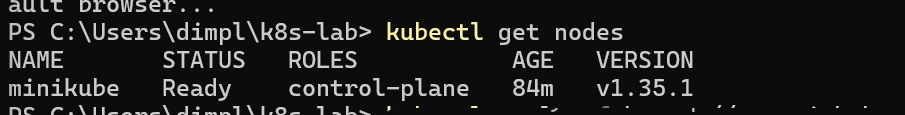 ault browser...
PS C:\Users\dimpl\k8s-lab> kubectl get nodes
NAME STATUS ROLES AGE VERSION
minikube Ready control-plane 84m v1.35.1
PS C:\Users\dimpl\k8s-lab>